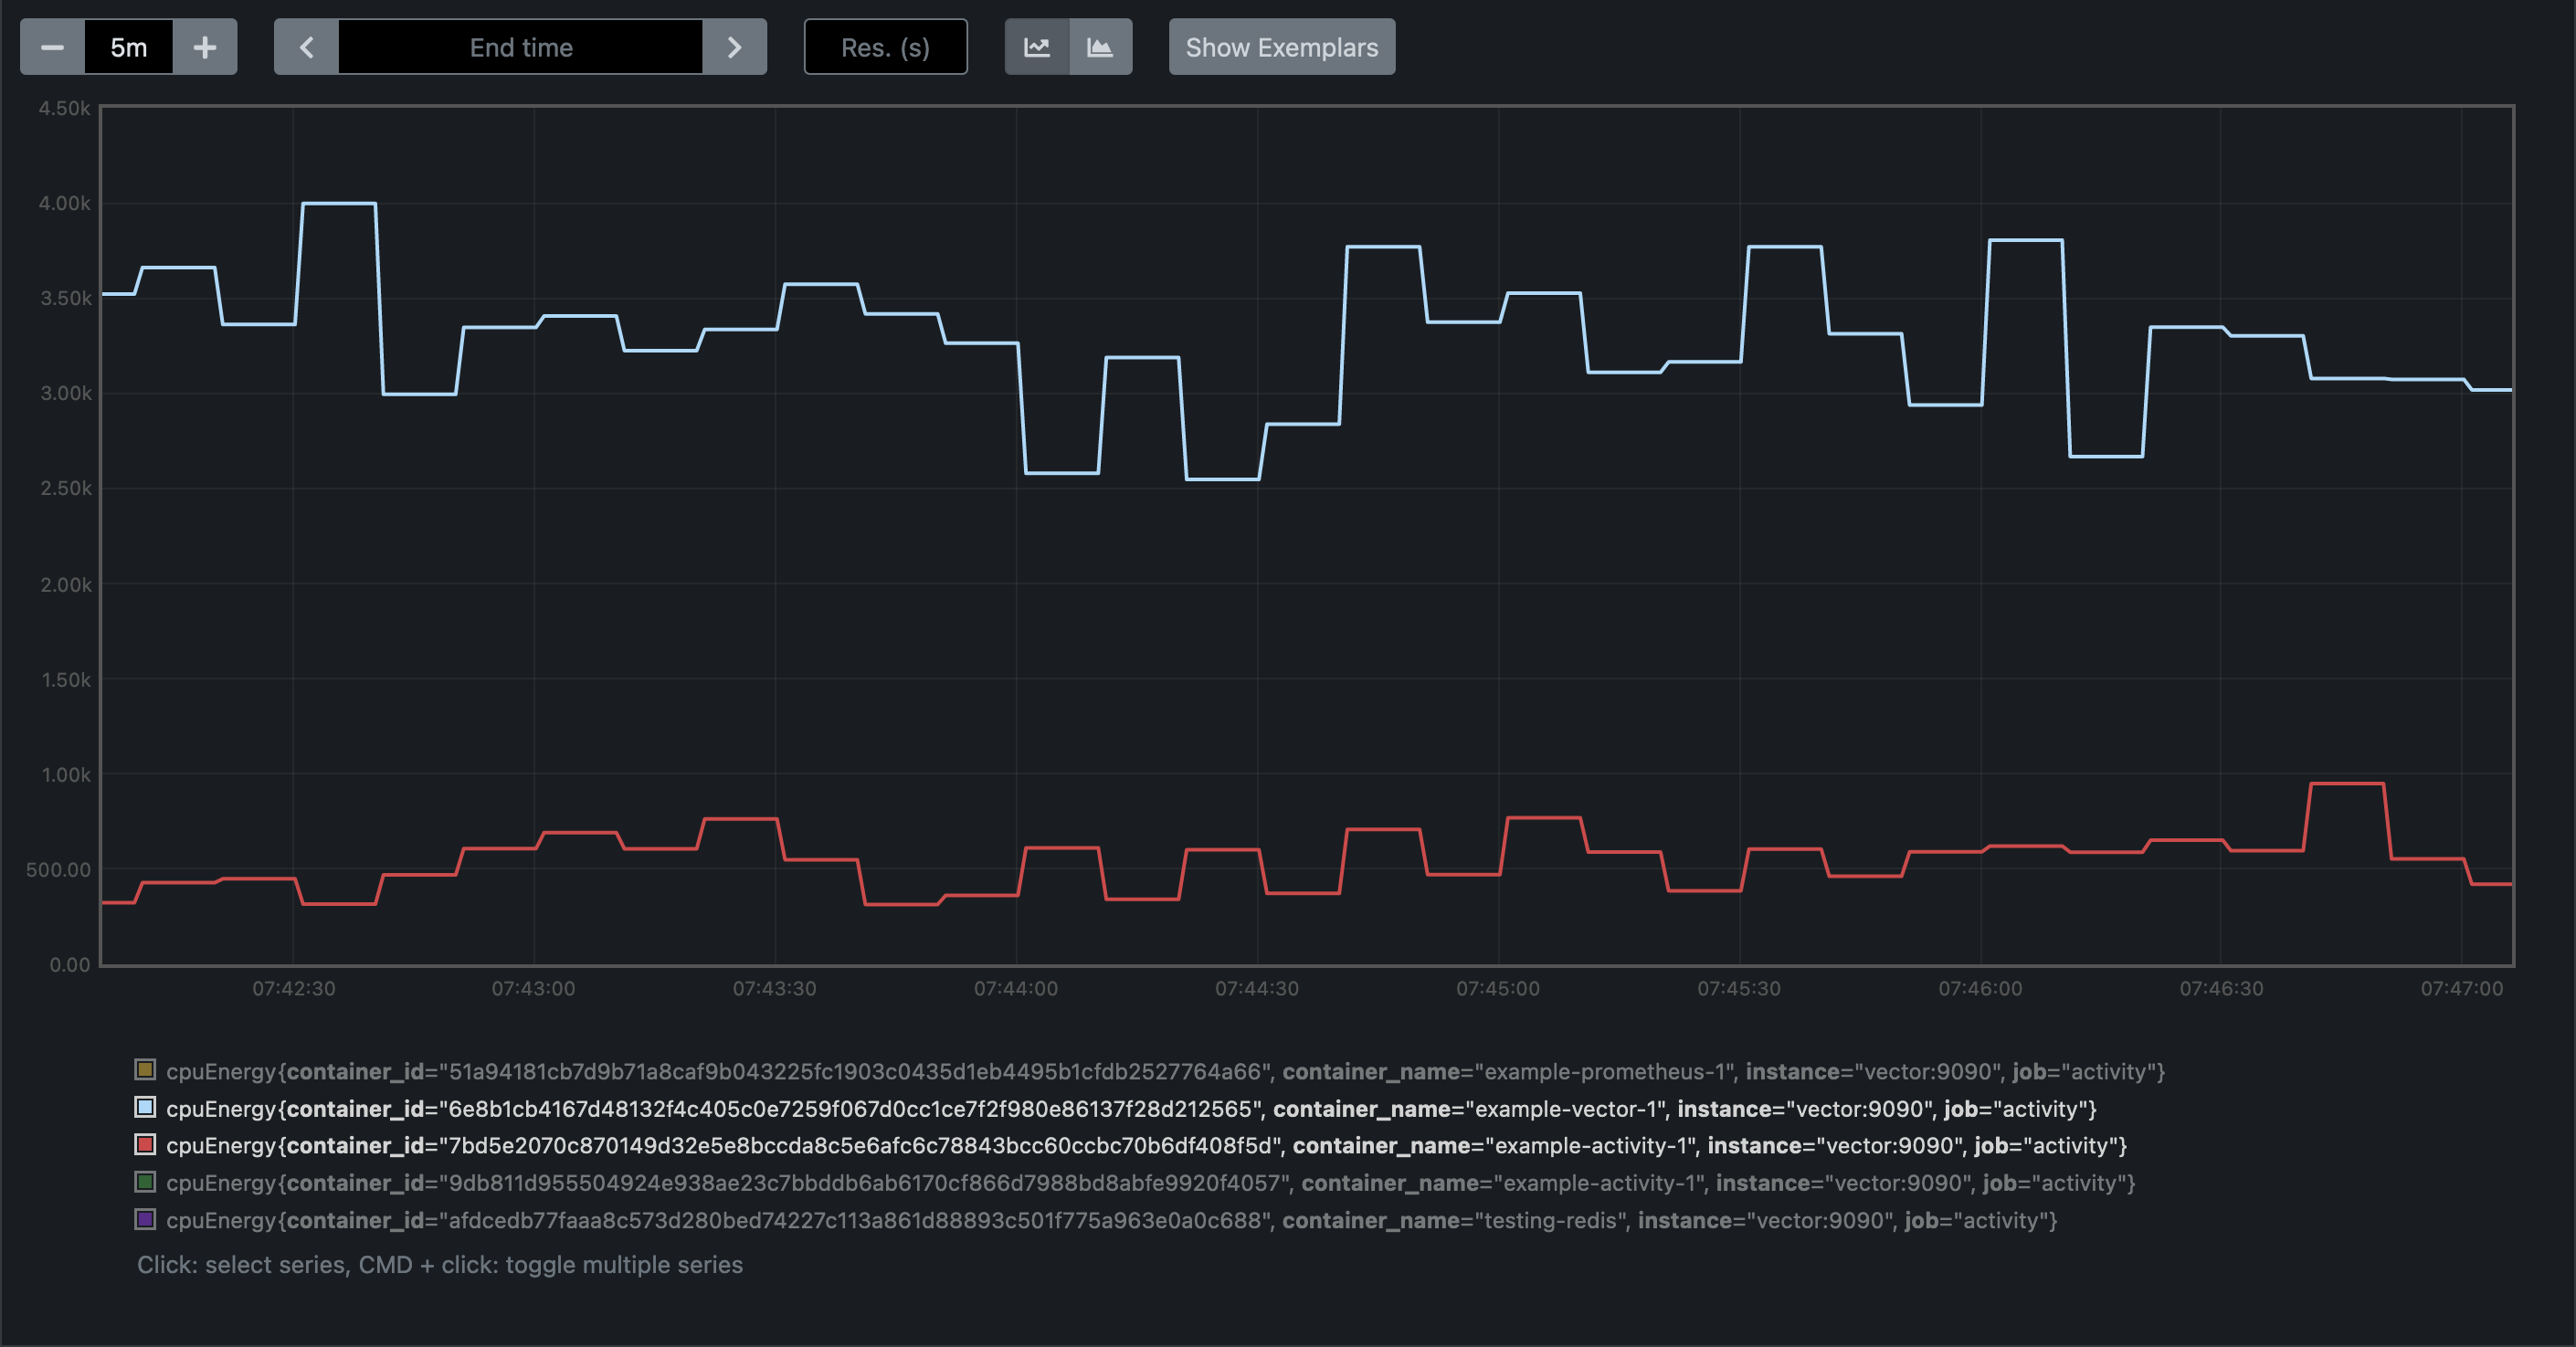 5m End time Res. (s) Show Exemplars
4.50k
4.00k
3.50k
3.00k
2.50k
2.00k
1.50k
1.00k
500.00
0.00
07:42:30 07:43:00 07:43:30 07:44:00 07:44:30 07:45:00 07:45:30 07:46:00 07:46:30 07:47:00
cpuEnergy{container_id="51a94181cb7d9b71a8caf9b043225fc1903c0435d1eb4495b1cfdb2527764a66", container_name="example-prometheus-1", instance="vector:9090", job="activity"}
cpuEnergy{container_id="6e8b1cb4167d48132f4c405c0e7259f067d0cc1ce7f2f980e86137f28d212565", container_name="example-vector-1", instance="vector:9090", job="activity"}
cpuEnergy{container_id="7bd5e2070c870149d32e5e8bccda8c5e6afc6c78843bcc60ccbc70b6df408f5d", container_name="example-activity-1", instance="vector:9090", job="activity"}
cpuEnergy{container_id="9db811d955504924e938ae23c7bbddb6ab6170cf866d7988bd8abfe9920f4057", container_name="example-activity-1", instance="vector:9090", job="activity"}
cpuEnergy{container_id="afdcedb77faaa8c573d280bed74227c113a861d88893c501f775a963e0a0c688", container_name="testing-redis", instance="vector:9090", job="activity"}
Click: select series, CMD + click: toggle multiple series